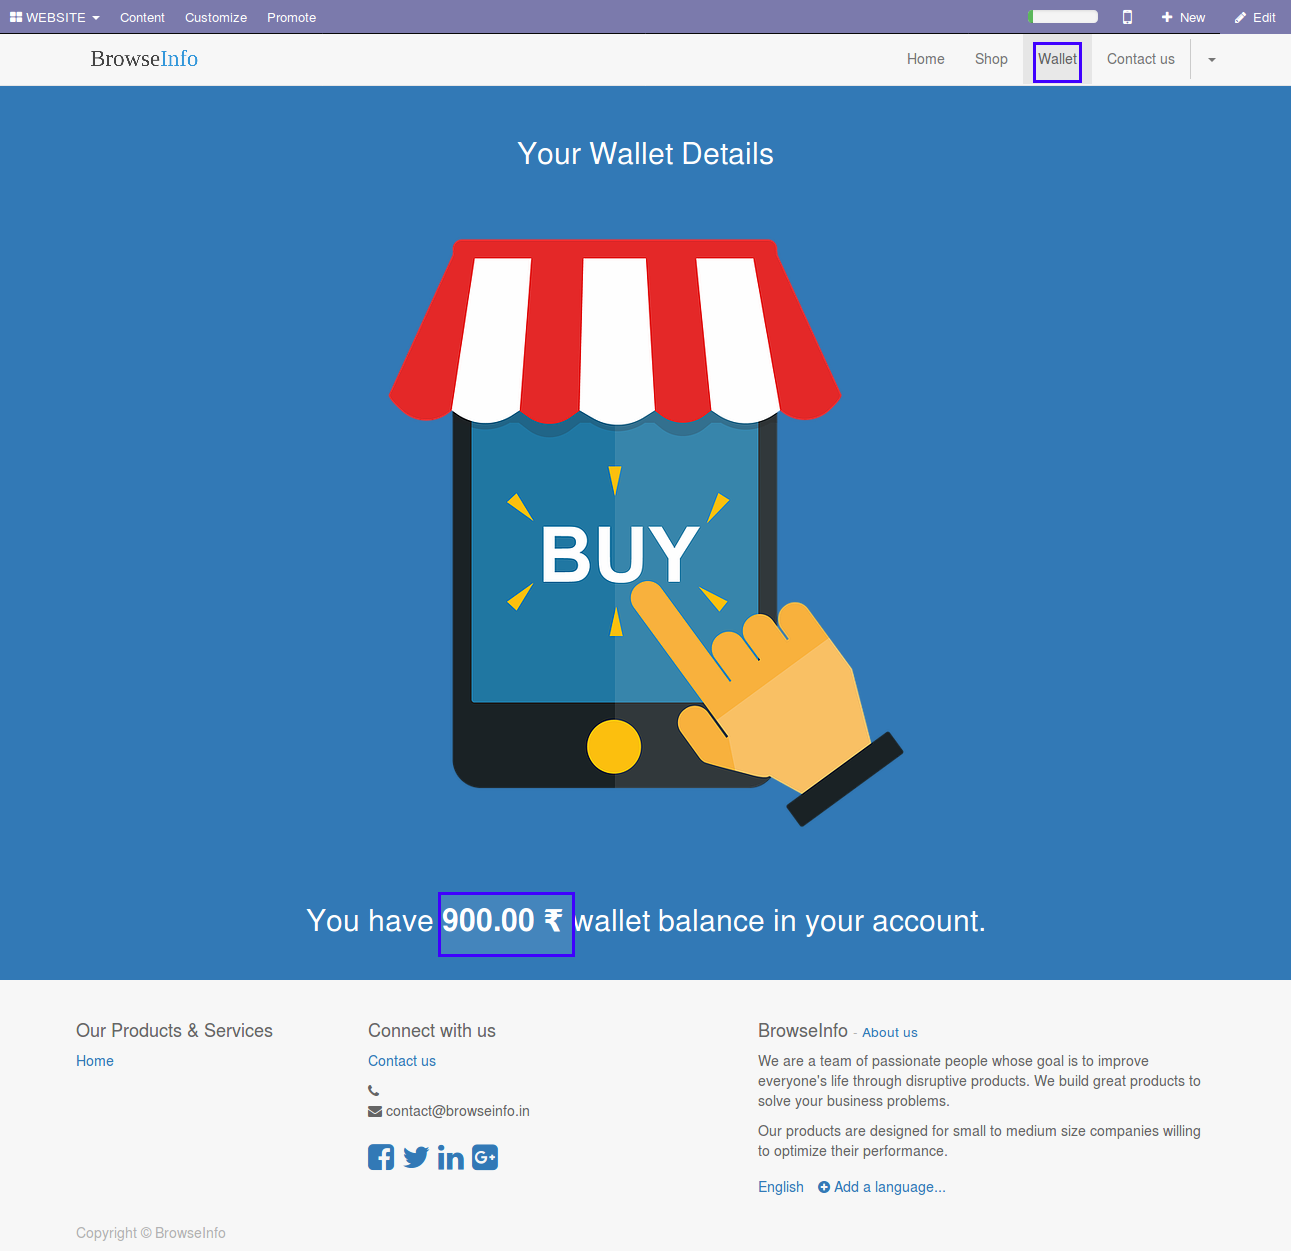 WEBSITE Content Customize Promote New Edit
BrowseInfo Home Shop Wallet Contact us
Your Wallet Details
BUY
You have 900.00 ₹ wallet balance in your account.
Our Products & Services
Home
Connect with us
Contact us
contact@browseinfo.in
BrowseInfo - About us
We are a team of passionate people whose goal is to improve
everyone's life through disruptive products. We build great products to
solve your business problems.
Our products are designed for small to medium size companies willing
to optimize their performance.
English Add a language...
Copyright © BrowseInfo